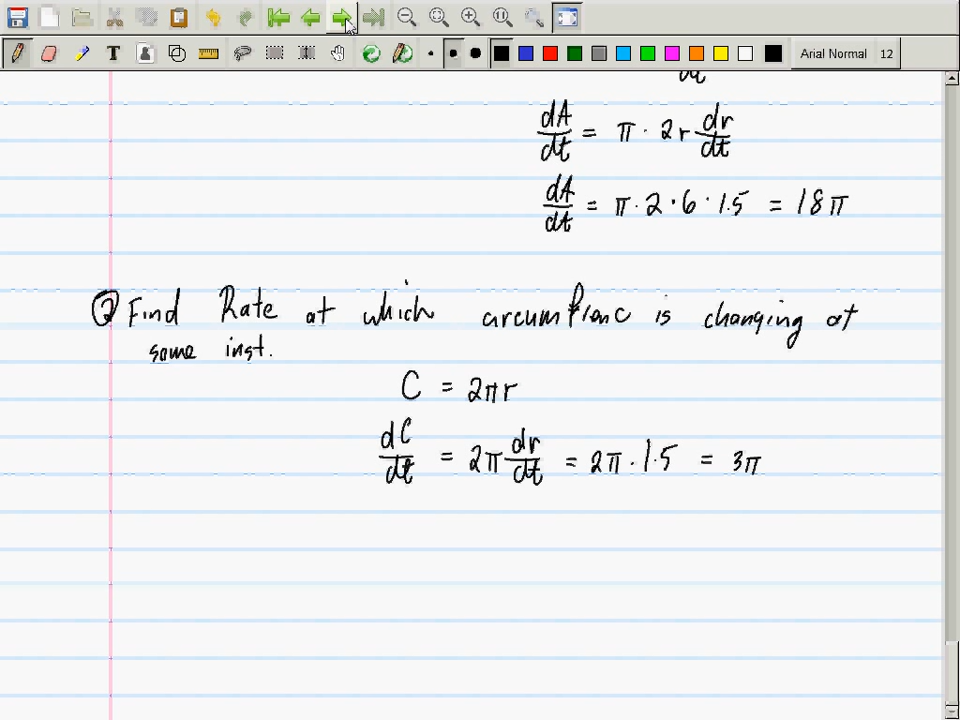 T
Arial Normal 12
dt
dA/dt = π · 2r dr/dt
dA/dt = π · 2 · 6 · 1.5 = 18π
② Find Rate at which circumfrenc is changing at
same inst.
C = 2πr
dC/dt = 2π dr/dt = 2π · 1.5 = 3π